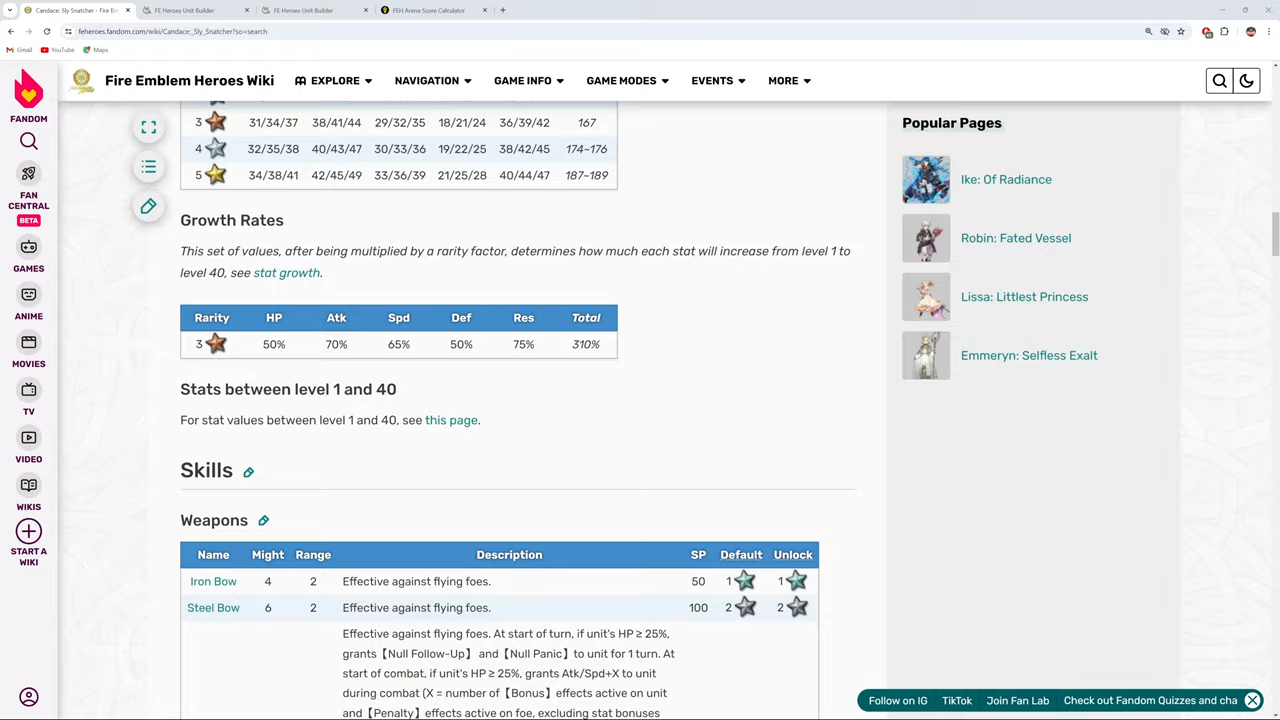 Candace: Sly Snatcher - Fire Em
FE Heroes Unit Builder
FE Heroes Unit Builder
FEH Arena Score Calculator
feheroes.fandom.com/wiki/Candace:_Sly_Snatcher?so=search
Gmail YouTube Maps
Fire Emblem Heroes Wiki EXPLORE NAVIGATION GAME INFO GAME MODES EVENTS MORE
FANDOM
FAN CENTRAL
BETA
GAMES
ANIME
MOVIES
TV
VIDEO
WIKIS
START A WIKI
3 31/34/37 38/41/44 29/32/35 18/21/24 36/39/42 167
4 32/35/38 40/43/47 30/33/36 19/22/25 38/42/45 174~176
5 34/38/41 42/45/49 33/36/39 21/25/28 40/44/47 187~189
Growth Rates
This set of values, after being multiplied by a rarity factor, determines how much each stat will increase from level 1 to
level 40, see stat growth.
Rarity HP Atk Spd Def Res Total
3 50% 70% 65% 50% 75% 310%
Stats between level 1 and 40
For stat values between level 1 and 40, see this page.
Skills
Weapons
Name Might Range Description SP Default Unlock
Iron Bow 4 2 Effective against flying foes. 50 1 1
Steel Bow 6 2 Effective against flying foes. 100 2 2
Effective against flying foes. At start of turn, if unit's HP ≥ 25%,
grants【Null Follow-Up】 and【Null Panic】to unit for 1 turn. At
start of combat, if unit's HP ≥ 25%, grants Atk/Spd+X to unit
during combat (X = number of【Bonus】effects active on unit
and【Penalty】effects active on foe, excluding stat bonuses
Popular Pages
Ike: Of Radiance
Robin: Fated Vessel
Lissa: Littlest Princess
Emmeryn: Selfless Exalt
Follow on IG TikTok Join Fan Lab Check out Fandom Quizzes and cha